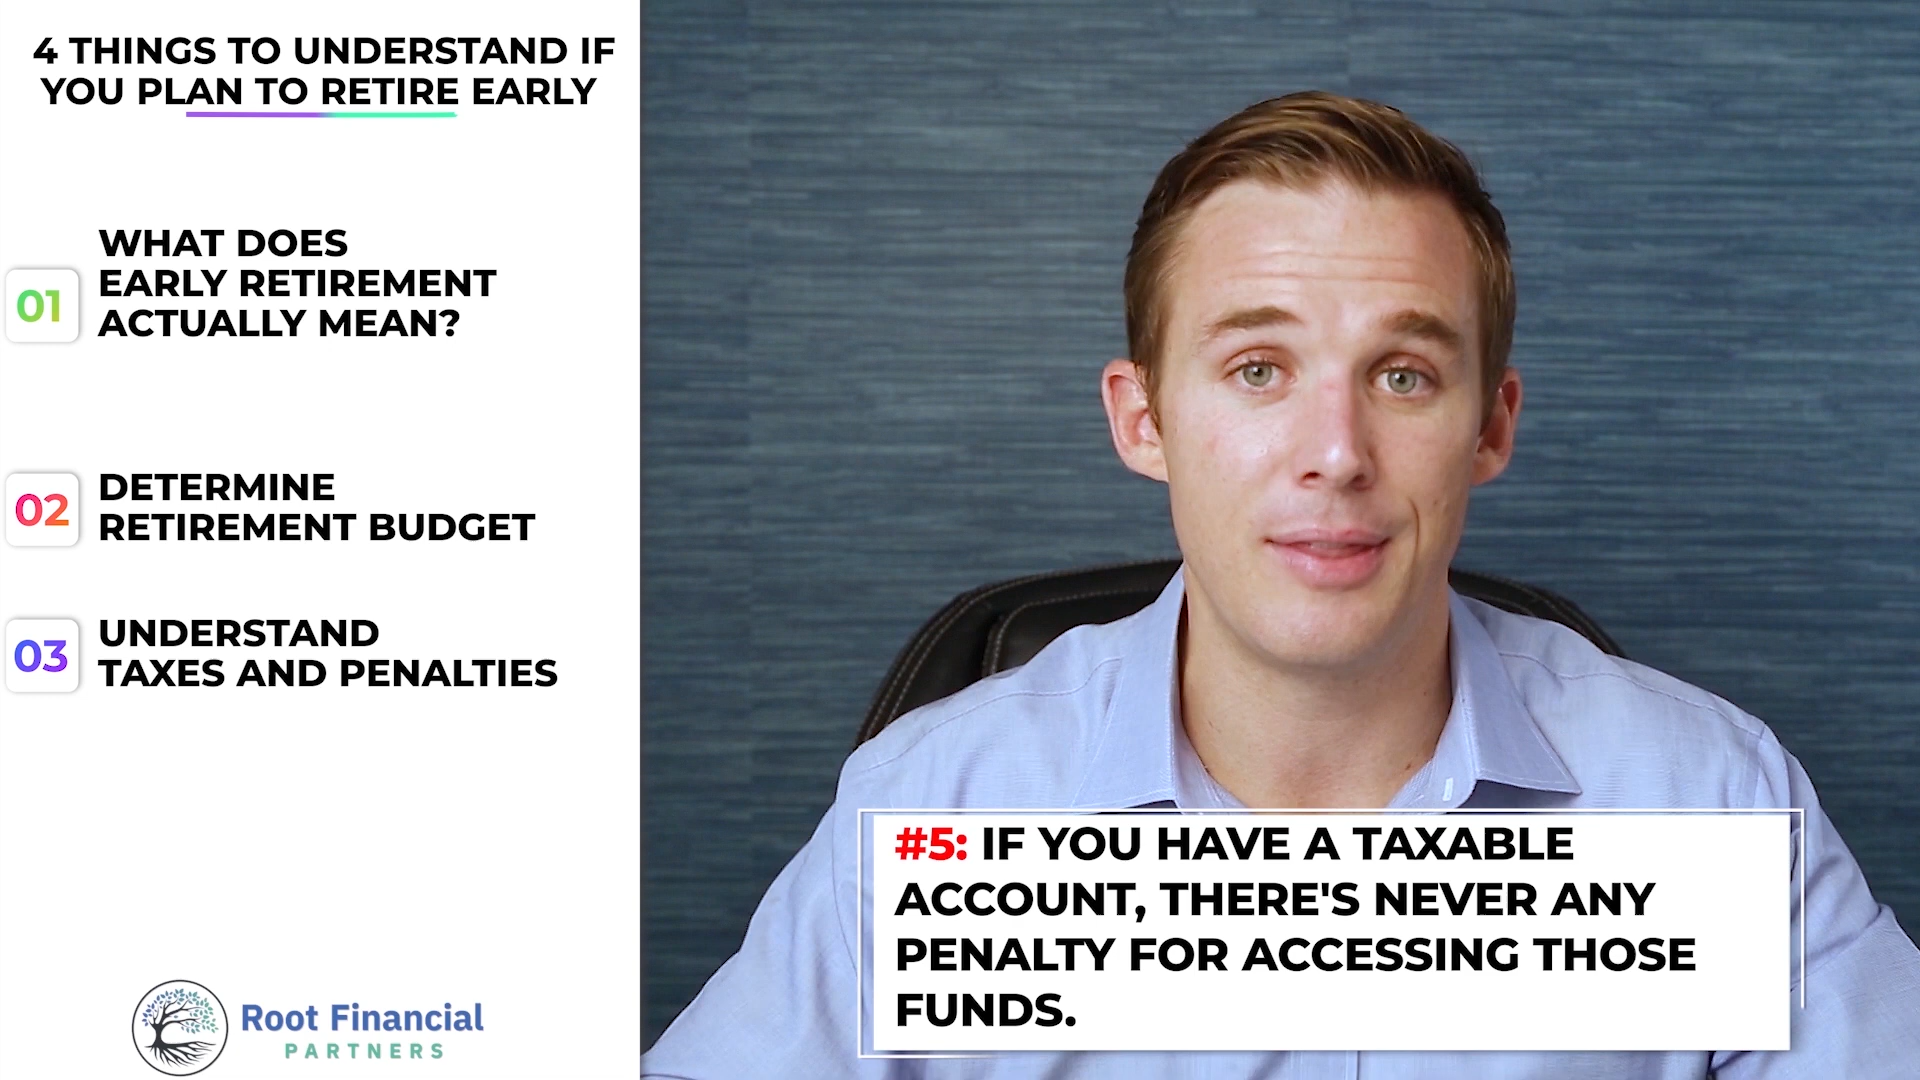 4 THINGS TO UNDERSTAND IF
YOU PLAN TO RETIRE EARLY
01
WHAT DOES
EARLY RETIREMENT
ACTUALLY MEAN?
02
DETERMINE
RETIREMENT BUDGET
03
UNDERSTAND
TAXES AND PENALTIES
Root Financial
PARTNERS
#5: IF YOU HAVE A TAXABLE
ACCOUNT, THERE'S NEVER ANY
PENALTY FOR ACCESSING THOSE
FUNDS.